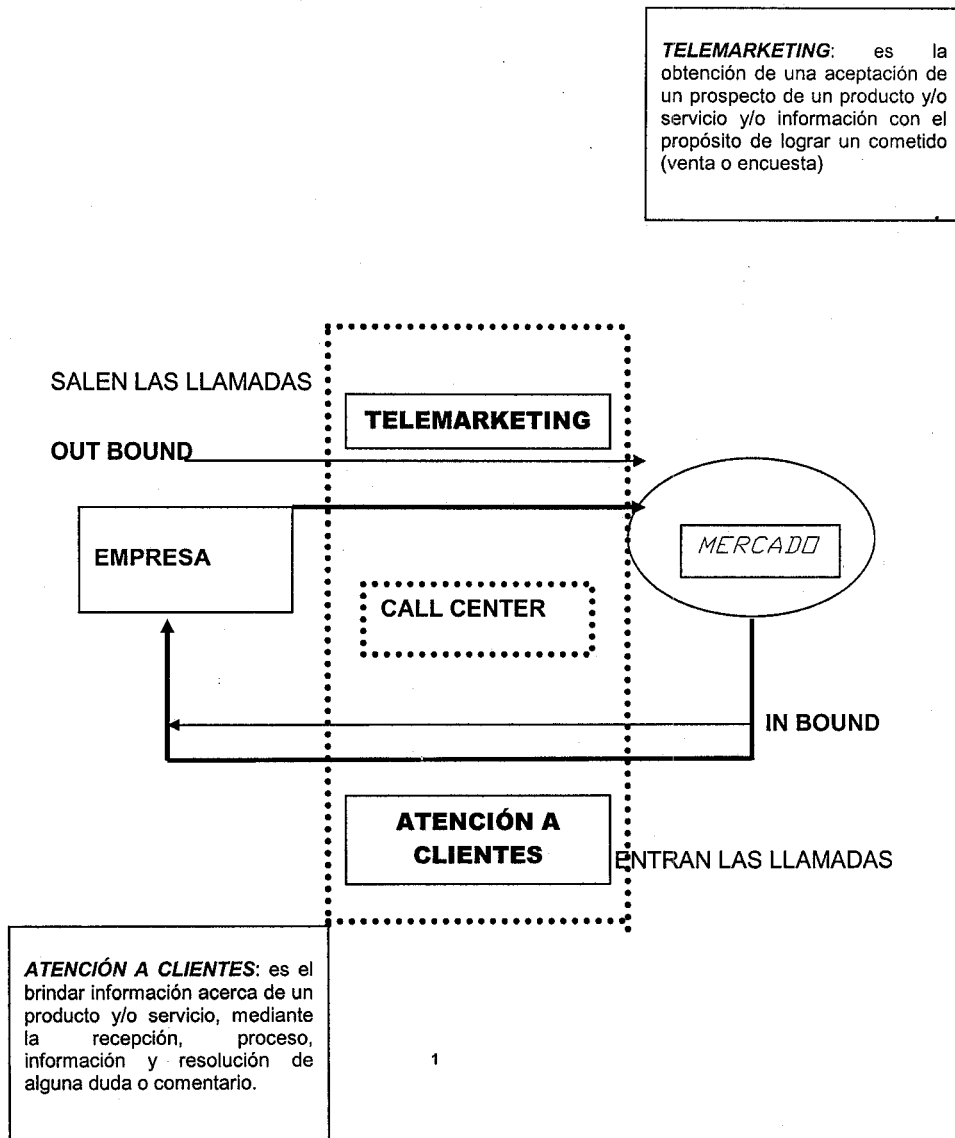 TELEMARKETING: es la
obtención de una aceptación de
un prospecto de un producto y/o
servicio y/o información con el
propósito de lograr un cometido
(venta o encuesta)
SALEN LAS LLAMADAS
TELEMARKETING
OUT BOUND
EMPRESA
MERCADO
CALL CENTER
IN BOUND
ATENCIÓN A
CLIENTES
ENTRAN LAS LLAMADAS
ATENCIÓN A CLIENTES: es el
brindar información acerca de un
producto y/o servicio, mediante
la recepción, proceso,
información y resolución de
alguna duda o comentario.
1